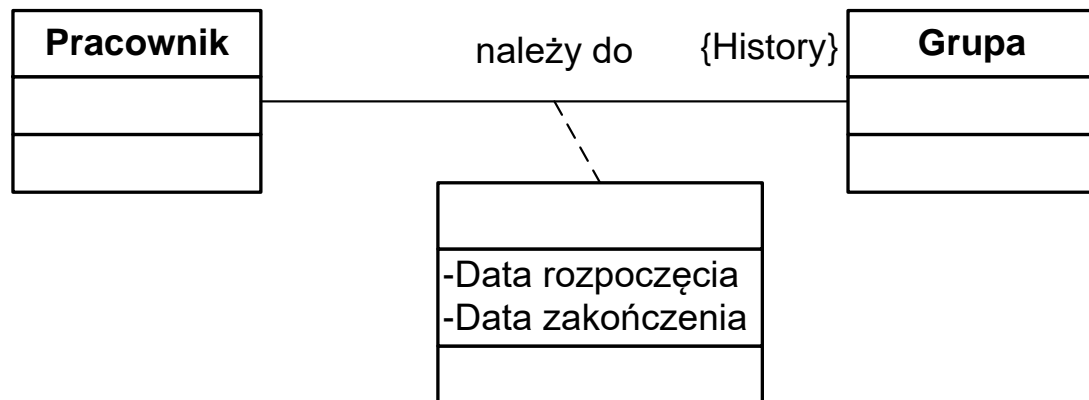 Pracownik
należy do
{History}
Grupa
-Data rozpoczęcia
-Data zakończenia